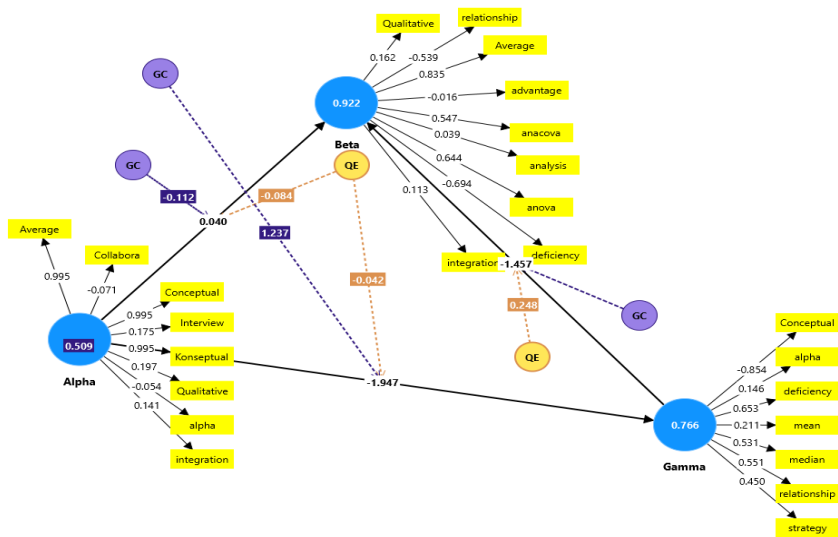 Qualitative
relationship
Average
advantage
anacova
analysis
anova
deficiency
integration
0.162
-0.539
0.835
-0.016
0.547
0.039
0.644
-0.694
0.113
GC
0.922
Beta
GC
QE
-0.112
-0.084
0.040
1.237
-0.042
-1.457
0.248
GC
QE
Average
Collabora
Conceptual
Interview
Konseptual
Qualitative
alpha
integration
0.995
-0.071
0.995
0.175
0.995
0.197
-0.054
0.141
0.509
Alpha
-1.947
0.766
Gamma
-0.854
0.146
0.653
0.211
0.531
0.551
0.450
Conceptual
alpha
deficiency
mean
median
relationship
strategy